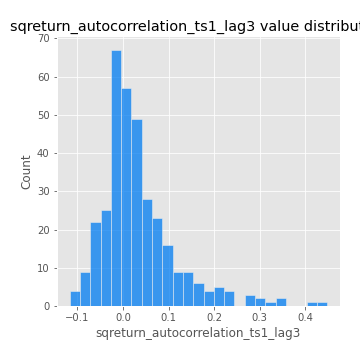 sqreturn_autocorrelation_ts1_lag3 value distribut
70
60
50
40
30
20
10
0
Count
−0.1 0.0 0.1 0.2 0.3 0.4
sqreturn_autocorrelation_ts1_lag3